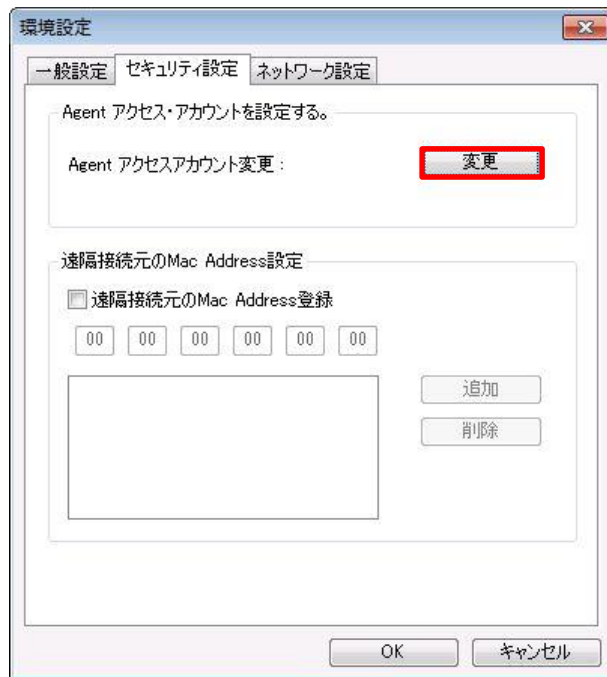 環境設定
一般設定 セキュリティ設定 ネットワーク設定
Agent アクセス・アカウントを設定する。
Agent アクセスアカウント変更 : 変更
遠隔接続元のMac Address設定
遠隔接続元のMac Address登録
00 00 00 00 00 00
追加
削除
OK キャンセル